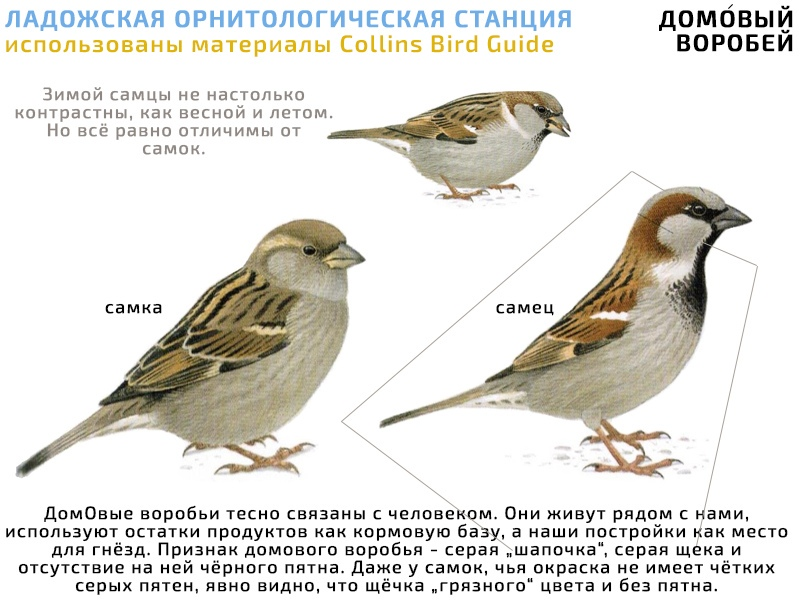 ЛАДОЖСКАЯ ОРНИТОЛОГИЧЕСКАЯ СТАНЦИЯ
использованы материалы Collins Bird Guide
ДОМО́ВЫЙ
ВОРОБЕЙ
Зимой самцы не настолько
контрастны, как весной и летом.
Но всё равно отличимы от
самок.
самка
самец
ДомОвые воробьи тесно связаны с человеком. Они живут рядом с нами,
используют остатки продуктов как кормовую базу, а наши постройки как место
для гнёзд. Признак домового воробья - серая „шапочка“, серая щека и
отсутствие на ней чёрного пятна. Даже у самок, чья окраска не имеет чётких
серых пятен, явно видно, что щёчка „грязного“ цвета и без пятна.